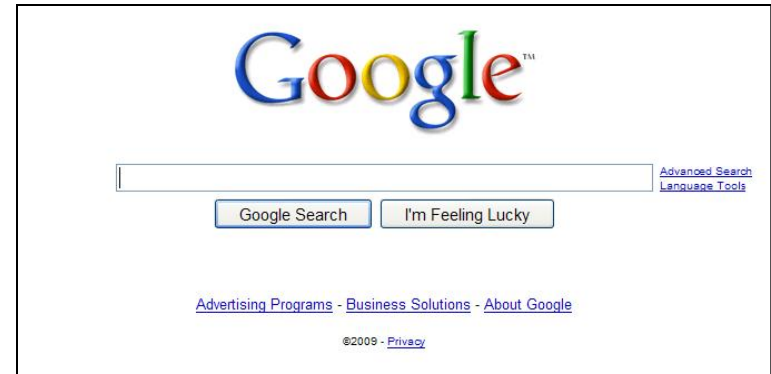 Google™
Advanced Search
Language Tools
Google Search I'm Feeling Lucky
Advertising Programs - Business Solutions - About Google
©2009 - Privacy